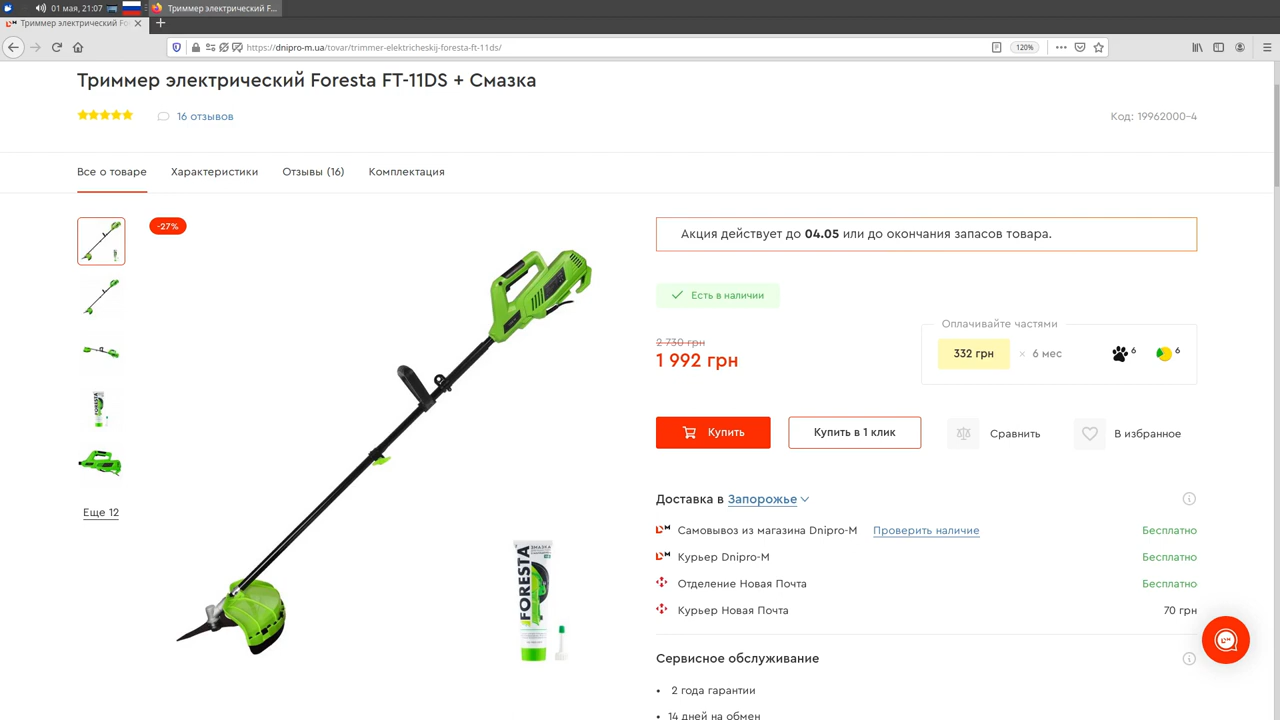 01 мая, 21:07
Триммер электрический F...
Триммер электрический Fo
https://dnipro-m.ua/tovar/trimmer-elektricheskij-foresta-ft-11ds/
120%
Триммер электрический Foresta FT-11DS + Смазка
16 отзывов
Код: 19962000-4
Все о товаре
Характеристики
Отзывы (16)
Комплектация
-27%
Акция действует до 04.05 или до окончания запасов товара.
Есть в наличии
2 730 грн
1 992 грн
Оплачивайте частями
332 грн × 6 мес
6
6
Купить
Купить в 1 клик
Сравнить
В избранное
Еще 12
Доставка в Запорожье
Самовывоз из магазина Dnipro-M Проверить наличие Бесплатно
Курьер Dnipro-M Бесплатно
Отделение Новая Почта Бесплатно
Курьер Новая Почта 70 грн
СМАЗКА
FORESTA
Сервисное обслуживание
• 2 года гарантии
• 14 дней на обмен